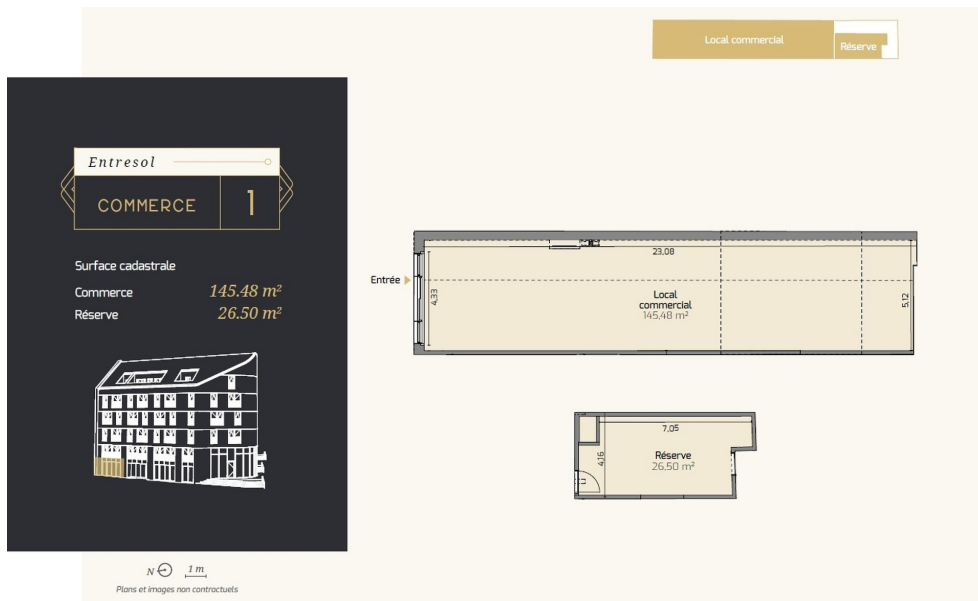 Local commercial
Réserve
Entresol
COMMERCE 1
Surface cadastrale
Commerce 145.48 m²
Réserve 26.50 m²
Entrée
4,33
23,08
Local
commercial
145,48 m²
5,12
7,05
4,16
Réserve
26,50 m²
N 1 m
Plans et images non contractuels